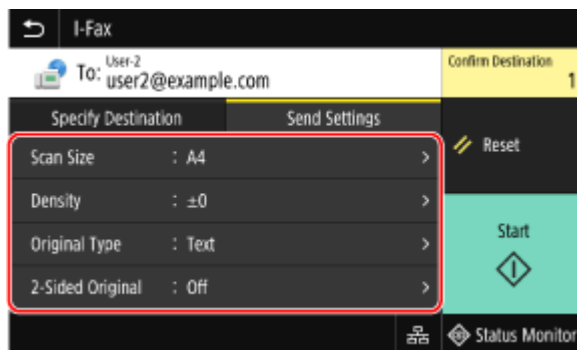 I-Fax
To: User-2
user2@example.com
Confirm Destination
1
Specify Destination
Send Settings
Scan Size : A4 >
Density : ±0 >
Original Type : Text >
2-Sided Original : Off >
Reset
Start
Status Monitor